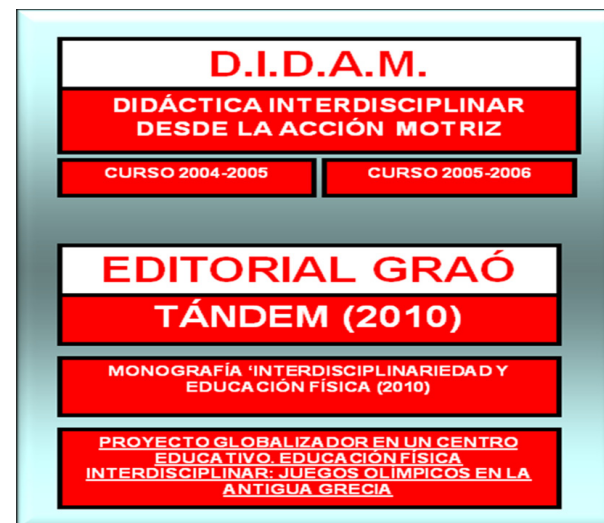 D.I.D.A.M.
DIDÁCTICA INTERDISCIPLINAR
DESDE LA ACCIÓN MOTRIZ
CURSO 2004-2005
CURSO 2005-2006
EDITORIAL GRAÓ
TÁNDEM (2010)
MONOGRAFÍA ‘INTERDISCIPLINARIEDAD Y
EDUCACIÓN FÍSICA (2010)
PROYECTO GLOBALIZADOR EN UN CENTRO
EDUCATIVO. EDUCACIÓN FÍSICA
INTERDISCIPLINAR: JUEGOS OLÍMPICOS EN LA
ANTIGUA GRECIA